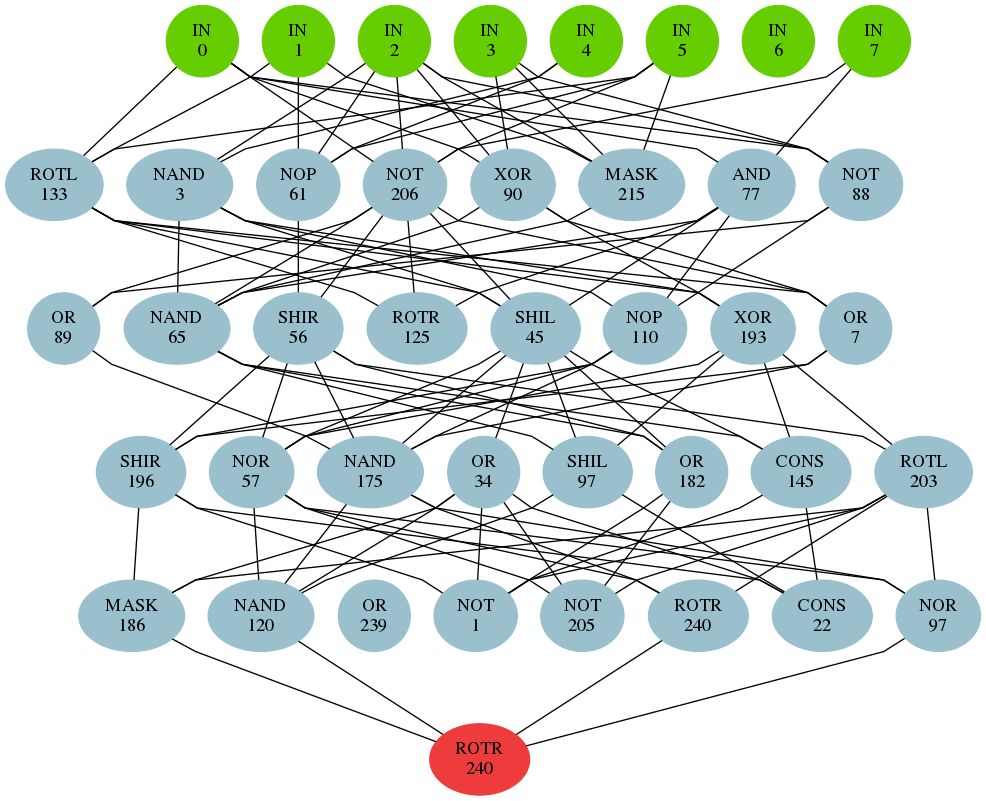 IN
0
IN
1
IN
2
IN
3
IN
4
IN
5
IN
6
IN
7
ROTL
133
NAND
3
NOP
61
NOT
206
XOR
90
MASK
215
AND
77
NOT
88
OR
89
NAND
65
SHIR
56
ROTR
125
SHIL
45
NOP
110
XOR
193
OR
7
SHIR
196
NOR
57
NAND
175
OR
34
SHIL
97
OR
182
CONS
145
ROTL
203
MASK
186
NAND
120
OR
239
NOT
1
NOT
205
ROTR
240
CONS
22
NOR
97
ROTR
240